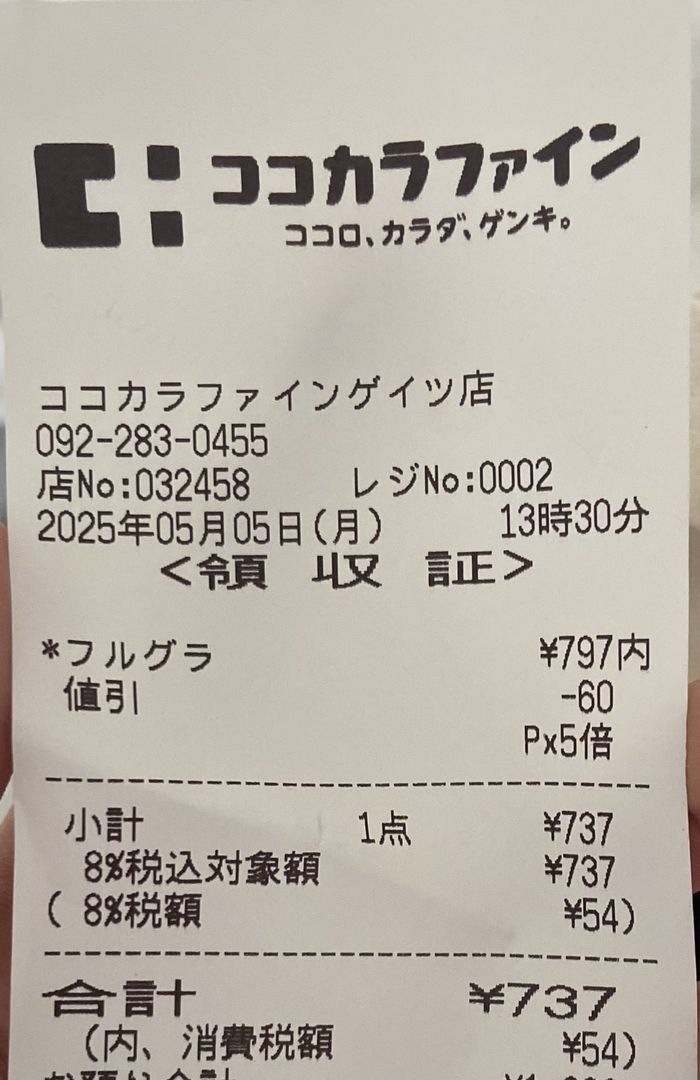 ココカラファイン
ココロ、カラダ、ゲンキ。
ココカラファインゲイツ店
092-283-0455
店No:032458 レジNo:0002
2025年05月05日(月) 13時30分
<領 収 証>
*フルグラ ¥797内
値引 -60
Px5倍
小計 1点 ¥737
8%税込対象額 ¥737
( 8%税額 ¥54)
合計 ¥737
(内、消費税額 ¥54)